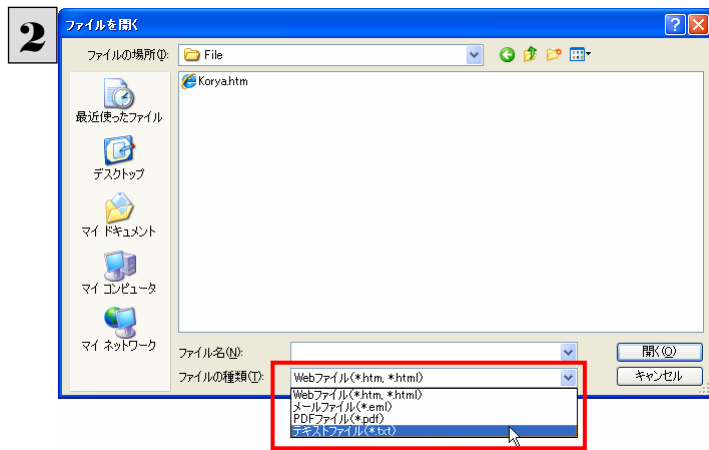 2
ファイルを開く
ファイルの場所(I):
File
Korya.htm
最近使ったファイル
デスクトップ
マイ ドキュメント
マイ コンピュータ
マイ ネットワーク
ファイル名(N):
開く(O)
ファイルの種類(T):
Webファイル(*.htm, *.html)
キャンセル
Webファイル(*.htm, *.html)
メールファイル(*.eml)
PDFファイル(*.pdf)
テキストファイル(*.txt)